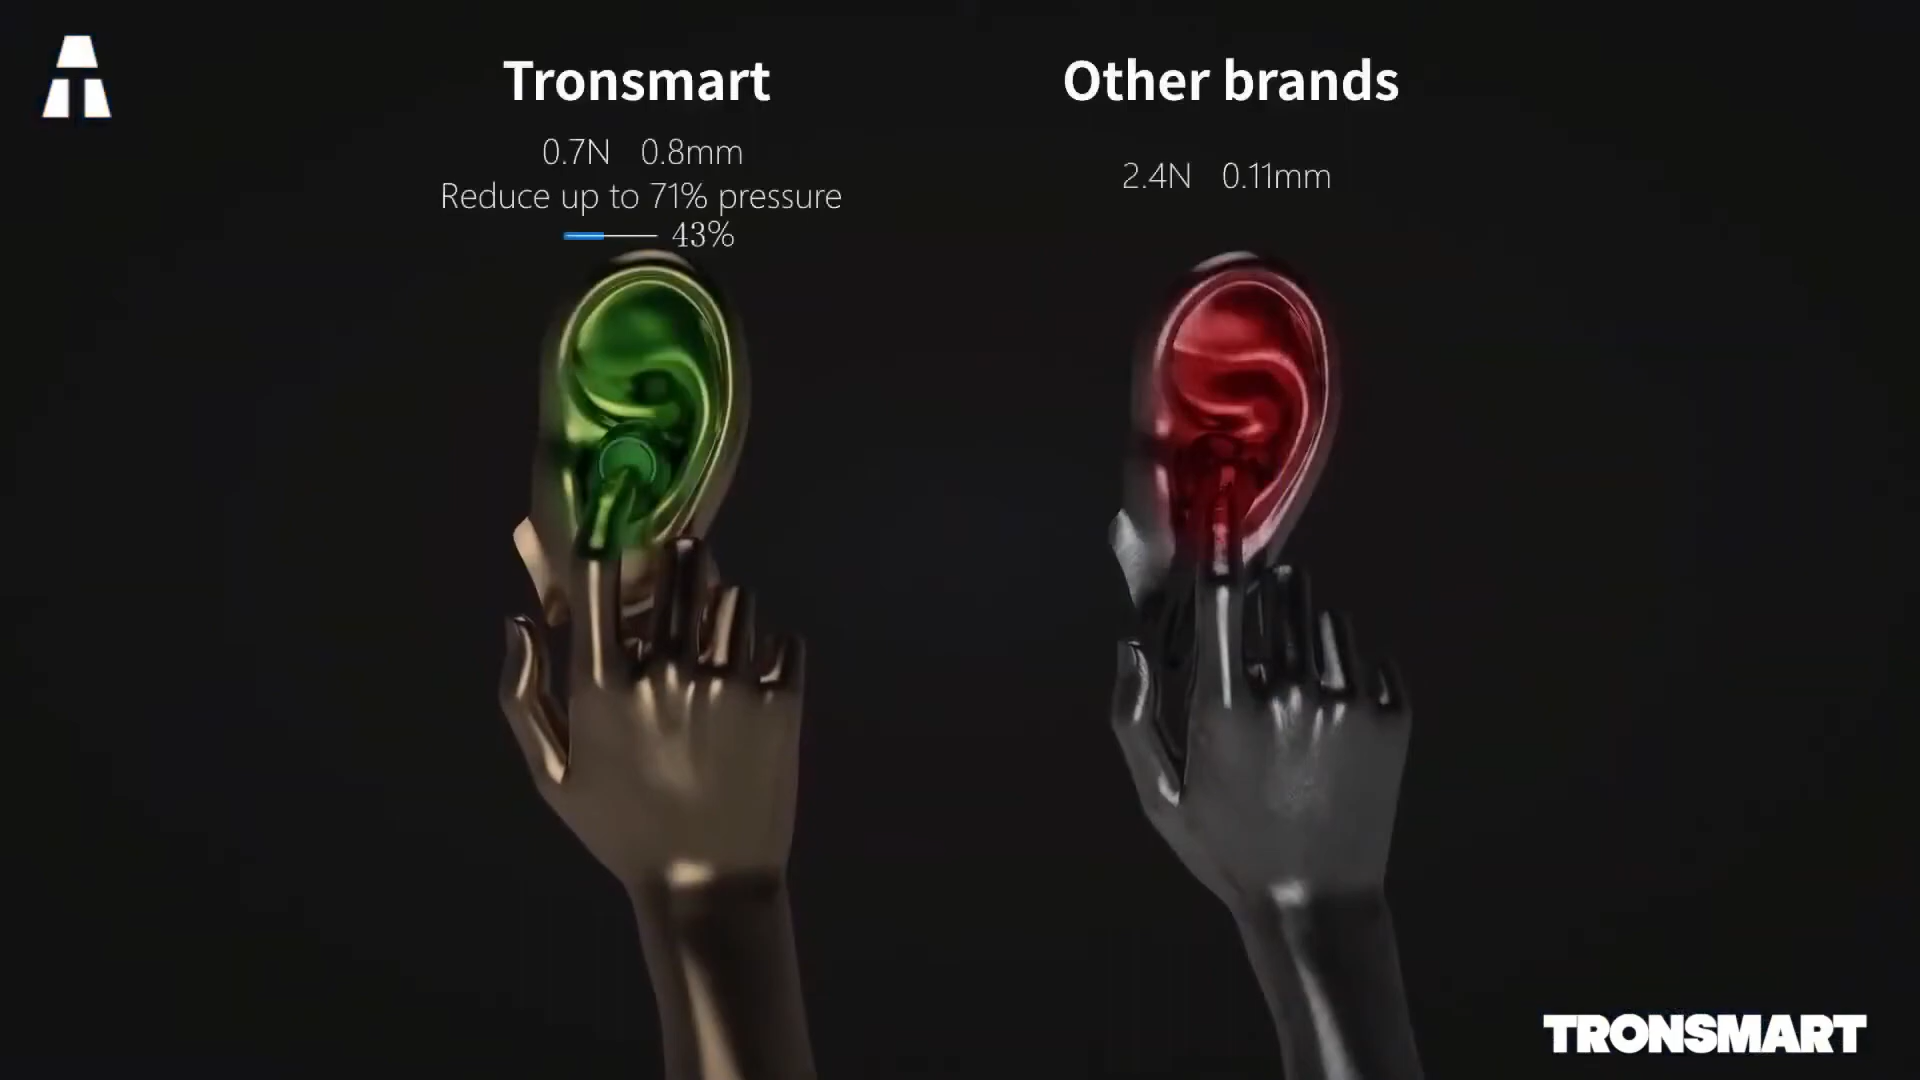 Tronsmart
0.7N 0.8mm
Reduce up to 71% pressure
43%
Other brands
2.4N 0.11mm
TRONSMART